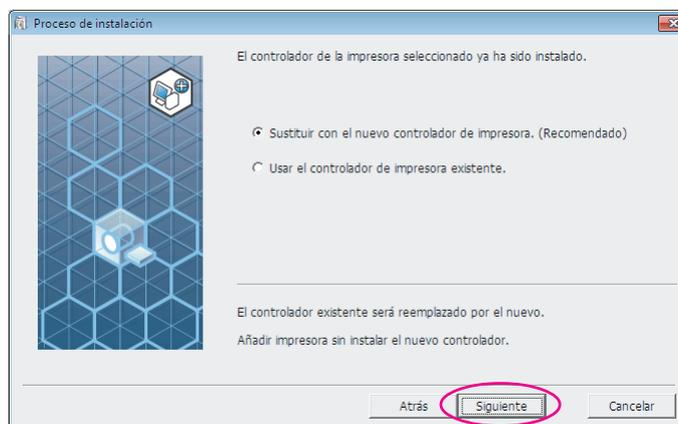 Proceso de instalación
El controlador de la impresora seleccionado ya ha sido instalado.
Sustituir con el nuevo controlador de impresora. (Recomendado)
Usar el controlador de impresora existente.
El controlador existente será reemplazado por el nuevo.
Añadir impresora sin instalar el nuevo controlador.
Atrás
Siguiente
Cancelar